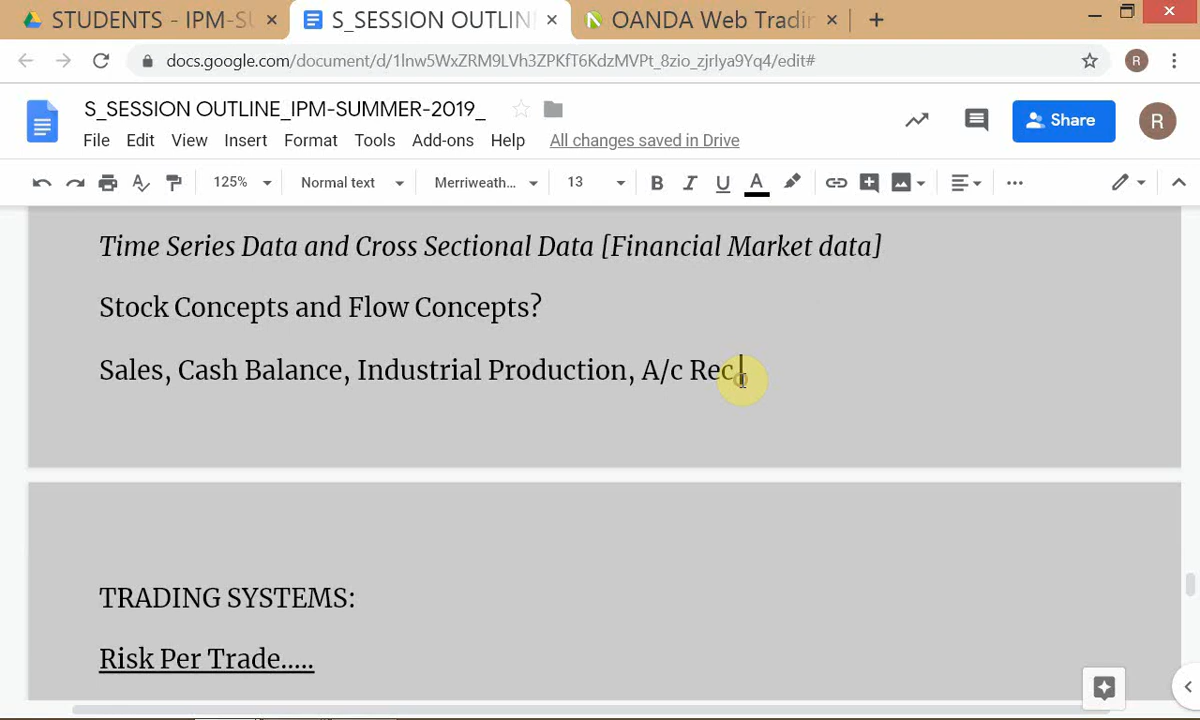 STUDENTS - IPM-SU
S_SESSION OUTLIN
OANDA Web Tradin
docs.google.com/document/d/1lnw5WxZRM9LVh3ZPKfT6KdzMVPt_8zio_zjrIya9Yq4/edit#
R
S_SESSION OUTLINE_IPM-SUMMER-2019_
File Edit View Insert Format Tools Add-ons Help All changes saved in Drive
Share
R
125% Normal text Merriweath... 13 B I U A
Time Series Data and Cross Sectional Data [Financial Market data]
Stock Concepts and Flow Concepts?
Sales, Cash Balance, Industrial Production, A/c Rec
TRADING SYSTEMS:
Risk Per Trade.....